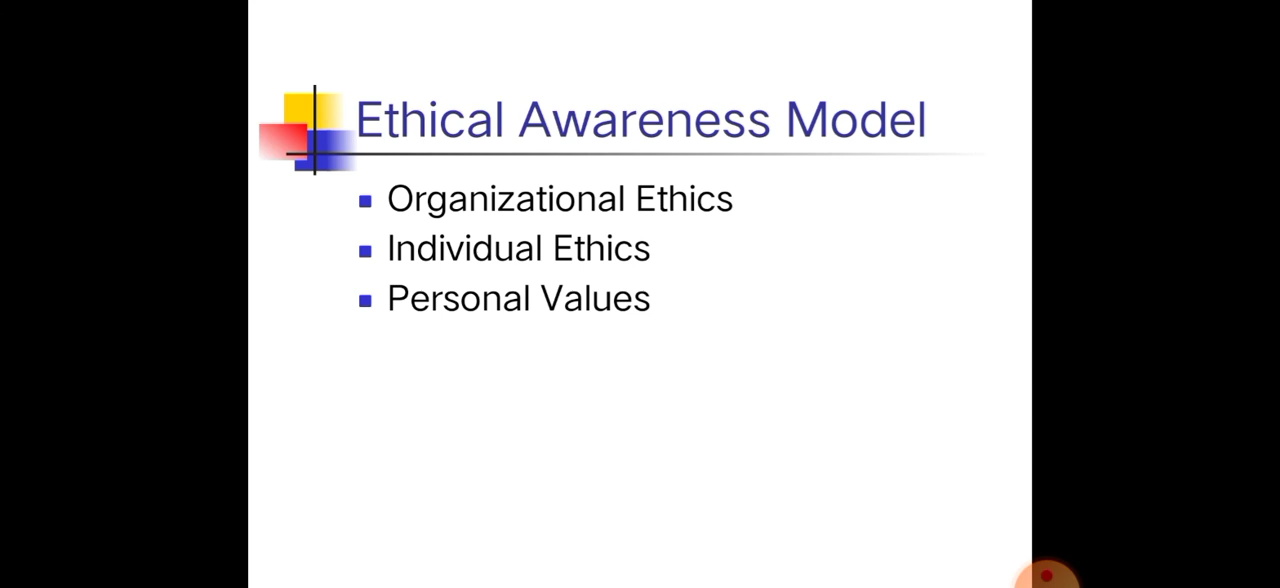 Ethical Awareness Model
Organizational Ethics
Individual Ethics
Personal Values